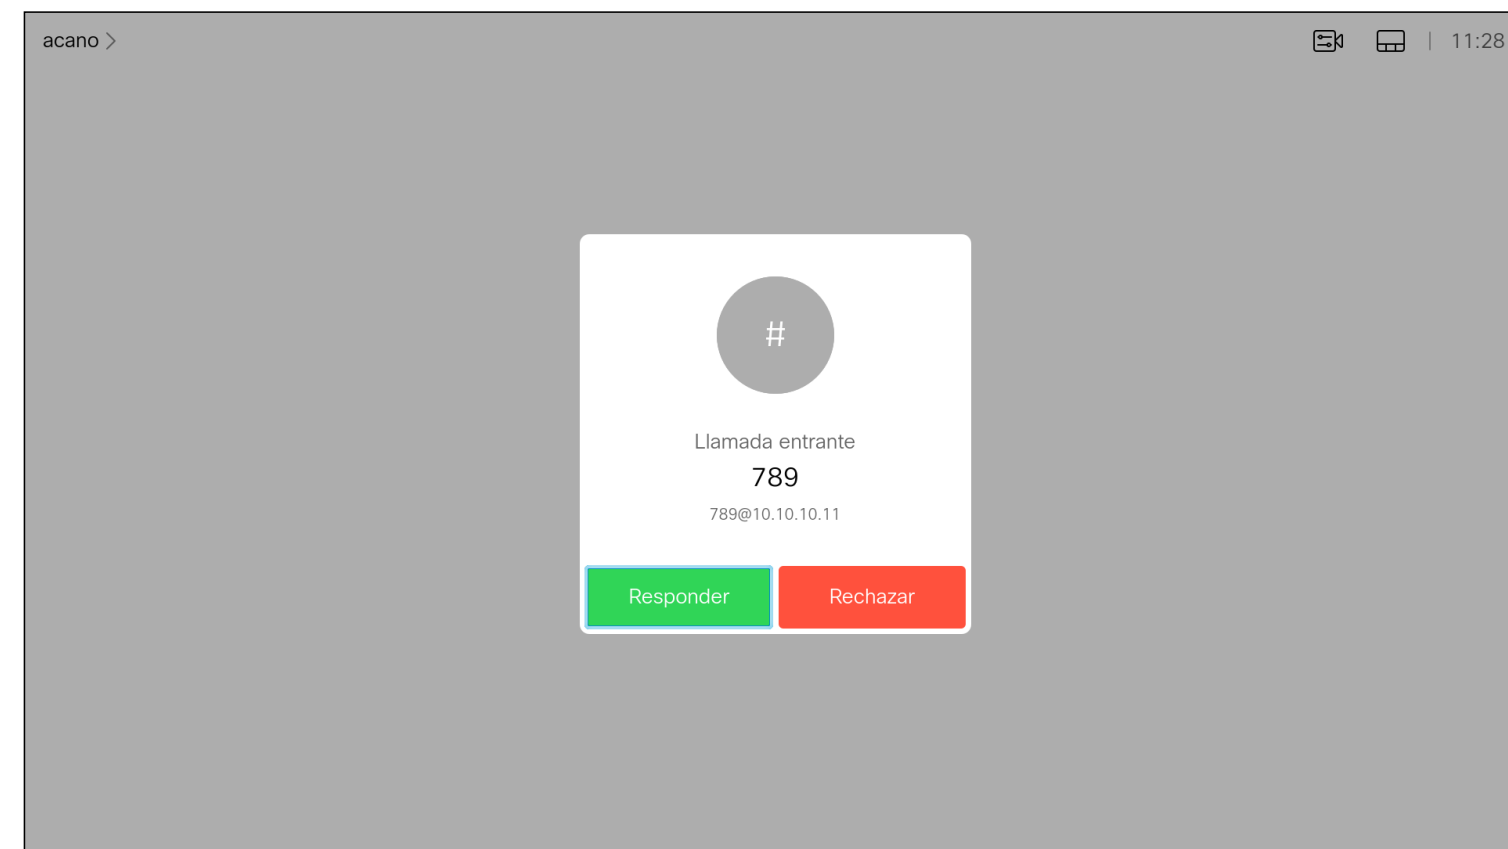 acano
11:28
#
Llamada entrante
789
789@10.10.10.11
Responder
Rechazar